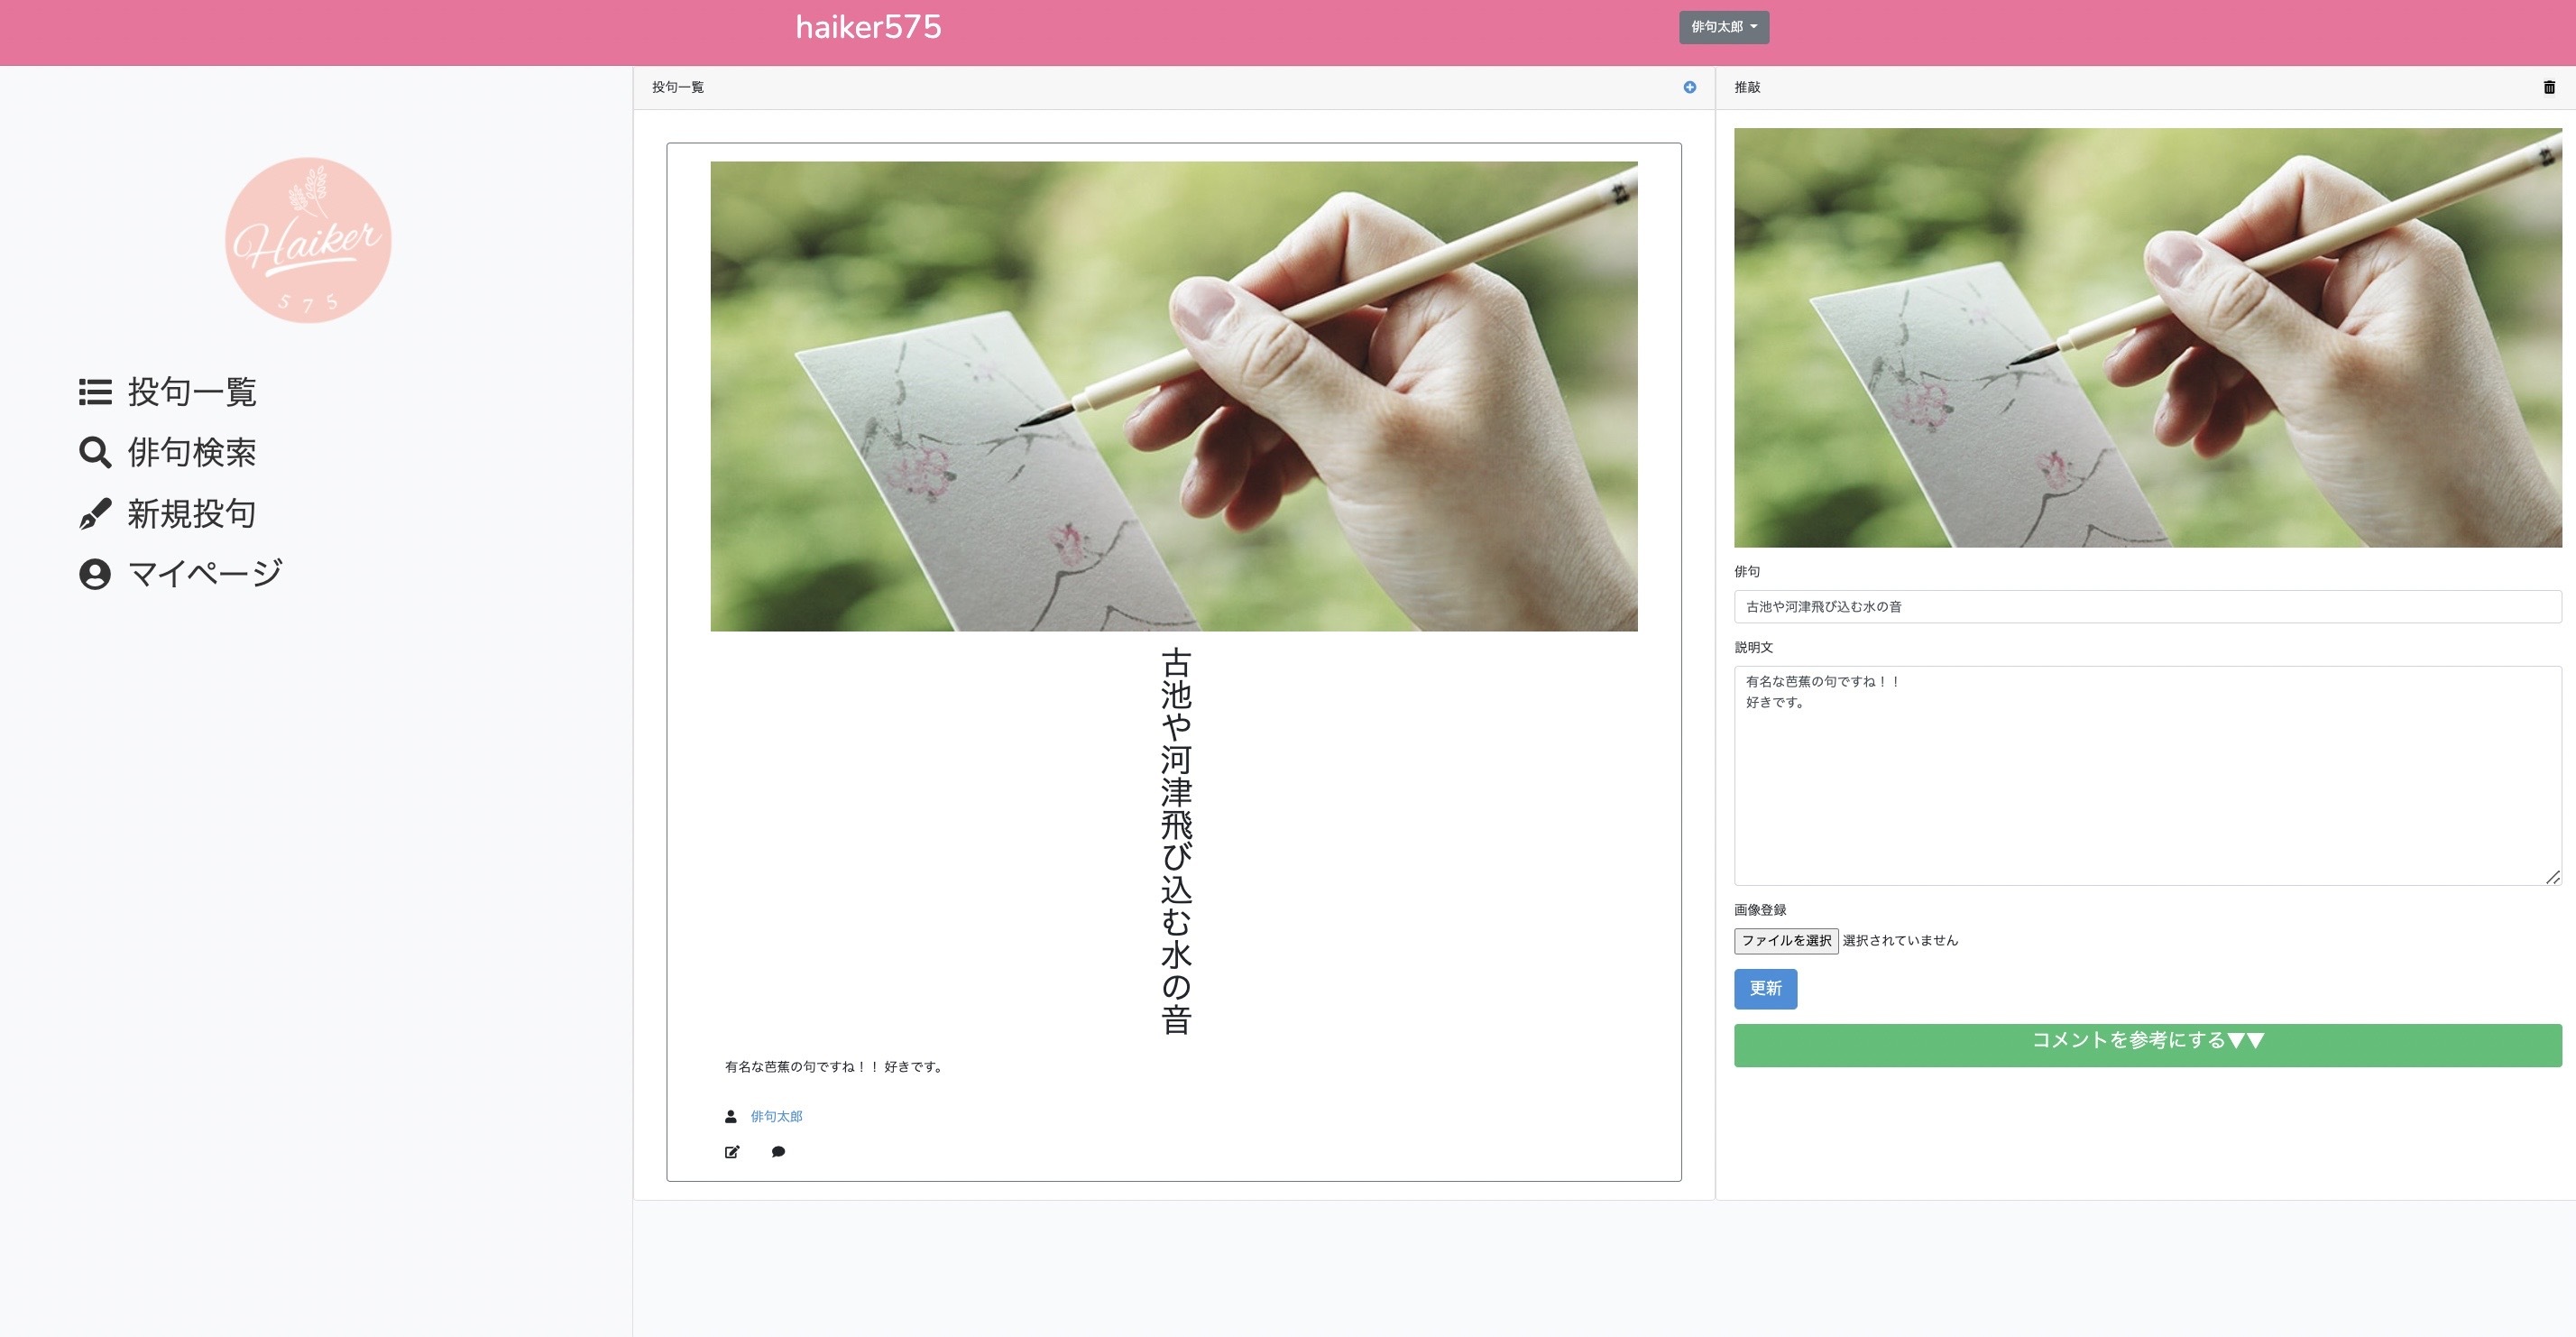 haiker575
俳句太郎
Haiker
5 7 5
投句一覧
俳句検索
新規投句
マイページ
投句一覧
古池や河津飛び込む水の音
有名な芭蕉の句ですね！！ 好きです。
俳句太郎
推敲
俳句
古池や河津飛び込む水の音
説明文
有名な芭蕉の句ですね！！
好きです。
画像登録
ファイルを選択 選択されていません
更新
コメントを参考にする▼▼